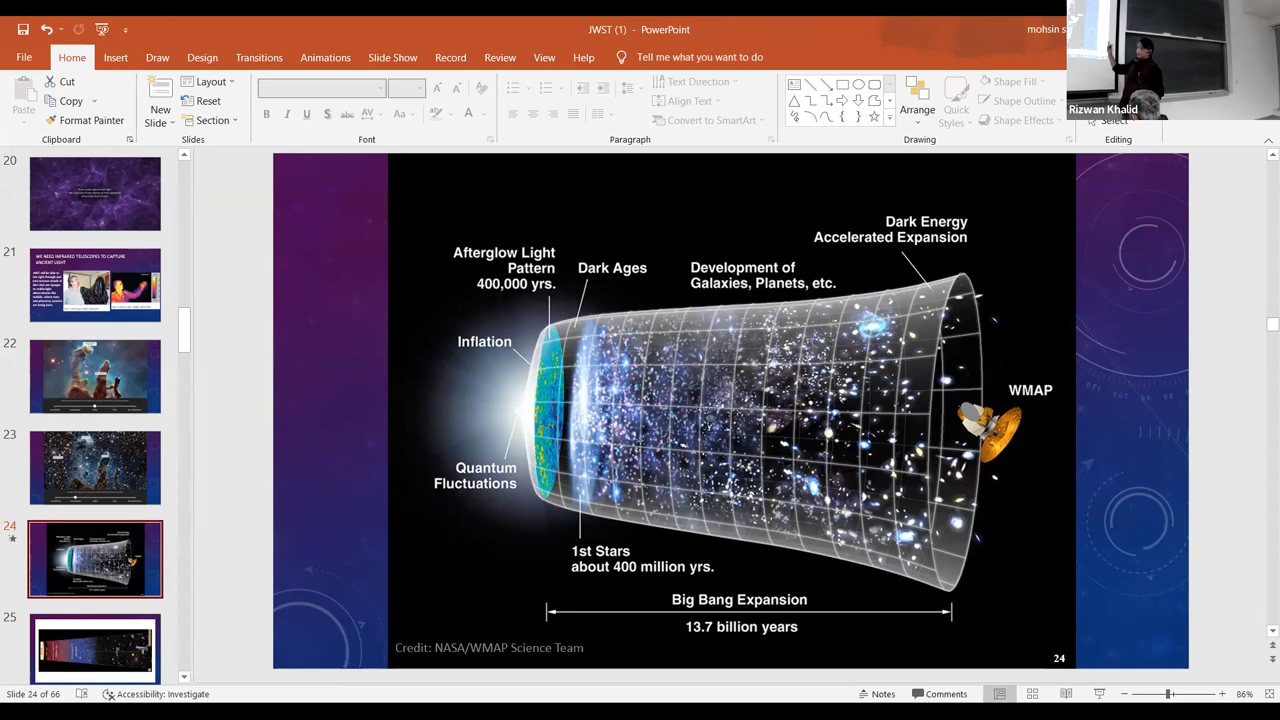 JWST (1) - PowerPoint
mohsin s
File Home Insert Draw Design Transitions Animations Slide Show Record Review View Help Tell me what you want to do
Paste
Cut
Copy
Format Painter
Clipboard
New Slide
Layout
Reset
Section
Slides
Font
Text Direction
Align Text
Convert to SmartArt
Paragraph
Arrange
Quick Styles
Shape Fill
Shape Outline
Shape Effects
Drawing
Select
Editing
Rizwan Khalid
20
21
WE NEED INFRARED TELESCOPES TO CAPTURE
ANCIENT LIGHT
22
23
24
25
Dark Energy
Accelerated Expansion
Afterglow Light
Pattern
400,000 yrs.
Dark Ages
Development of
Galaxies, Planets, etc.
Inflation
WMAP
Quantum
Fluctuations
1st Stars
about 400 million yrs.
Big Bang Expansion
13.7 billion years
Credit: NASA/WMAP Science Team
24
Slide 24 of 66
Accessibility: Investigate
Notes
Comments
86%